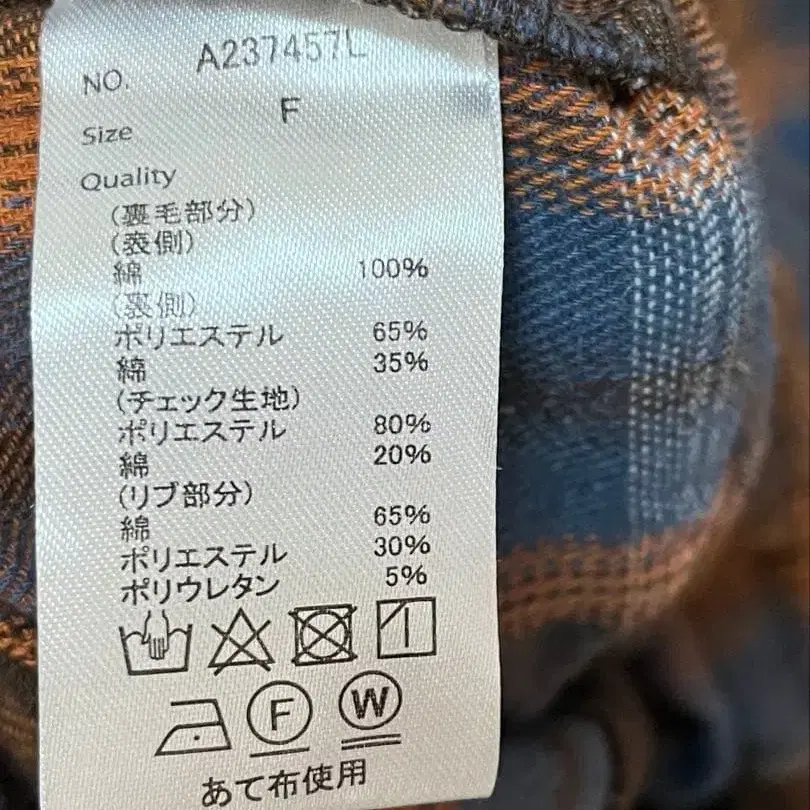 NO. A237457L
Size F
Quality
(裏毛部分)
(表側)
綿 100%
(裏側)
ポリエステル 65%
綿 35%
(チェック生地)
ポリエステル 80%
綿 20%
(リブ部分)
綿 65%
ポリエステル 30%
ポリウレタン 5%
F W
あて布使用